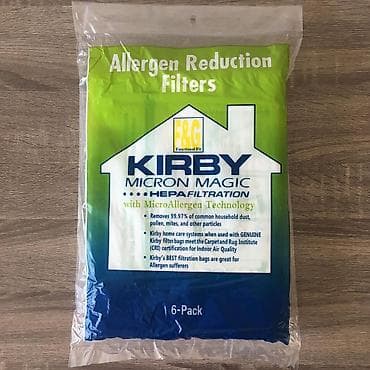 Allergen Reduction
Filters
F&G
KIRBY
MICRON MAGIC
HEPA FILTRATION
with MicroAllergen Technology
• Removes 99.97% of common household dust,
pollen, mites, and other particles
• Kirby home care systems when used with GENUINE
Kirby filter bags meet the Carpet and Rug Institute
(CRI) certification for Indoor Air Quality
• Kirby's BEST filtration bags are great for
Allergen sufferers
6-Pack